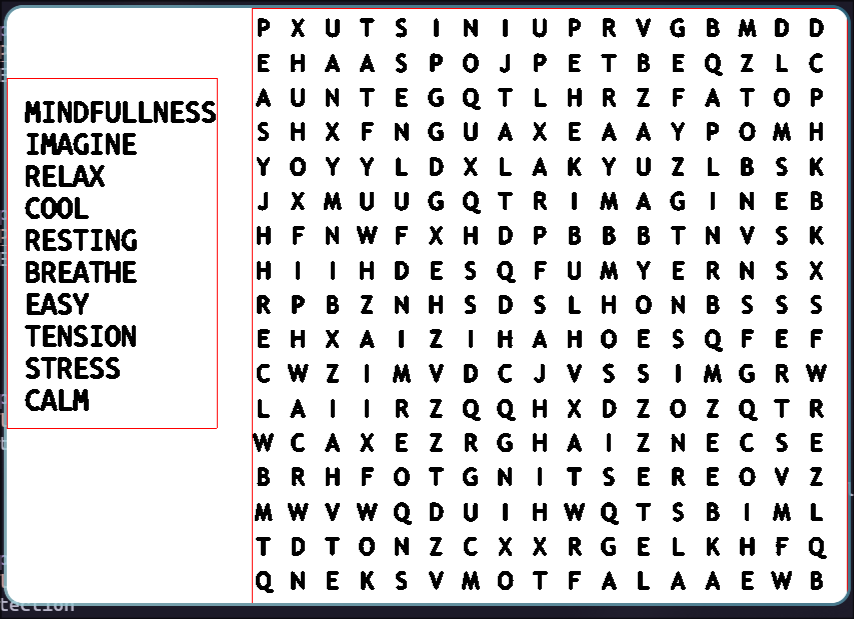 MINDFULLNESS
IMAGINE
RELAX
COOL
RESTING
BREATHE
EASY
TENSION
STRESS
CALM
P X U T S I N I U P R V G B M D D
E H A A S P O J P E T B E Q Z L C
A U N T E G Q T L H R Z F A T O P
S H X F N G U A X E A A Y P O M H
Y O Y Y L D X L A K Y U Z L B S K
J X M U U G Q T R I M A G I N E B
H F N W F X H D P B B B T N V S K
H I I H D E S Q F U M Y E R N S X
R P B Z N H S D S L H O N B S S S
E H X A I Z I H A H O E S Q F E F
C W Z I M V D C J V S S I M G R W
L A I I R Z Q Q H X D Z O Z Q T R
W C A X E Z R G H A I Z N E C S E
B R H F O T G N I T S E R E O V Z
M W V W Q D U I H W Q T S B I M L
T D T O N Z C X X R G E L K H F Q
Q N E K S V M O T F A L A A E W B
tection